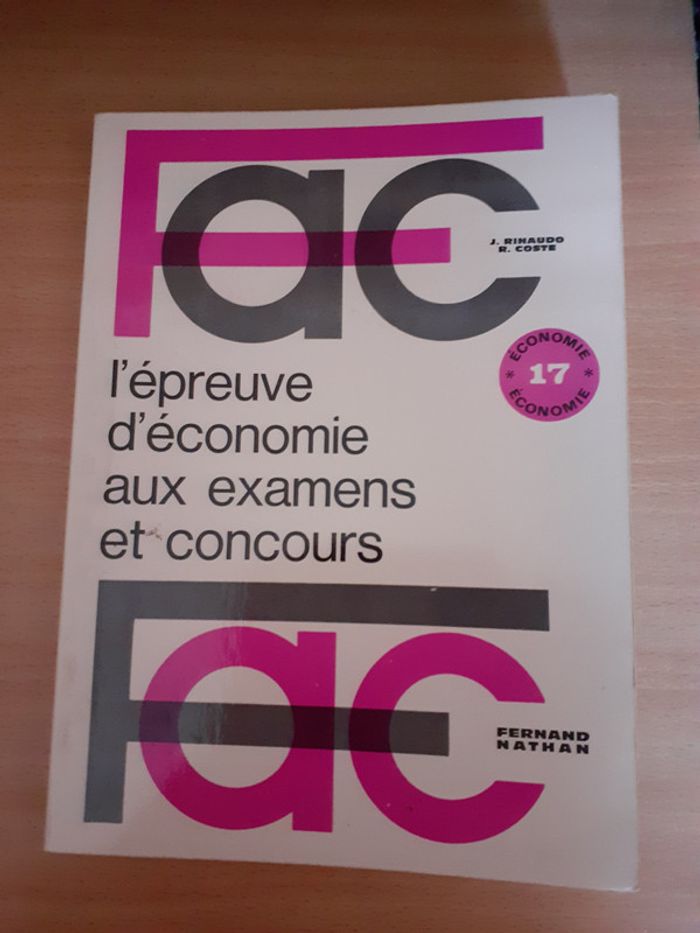 Fac
J. RINAUDO
R. COSTE
ÉCONOMIE
* 17 *
ÉCONOMIE
l'épreuve
d'économie
aux examens
et concours
Fac
FERNAND
NATHAN